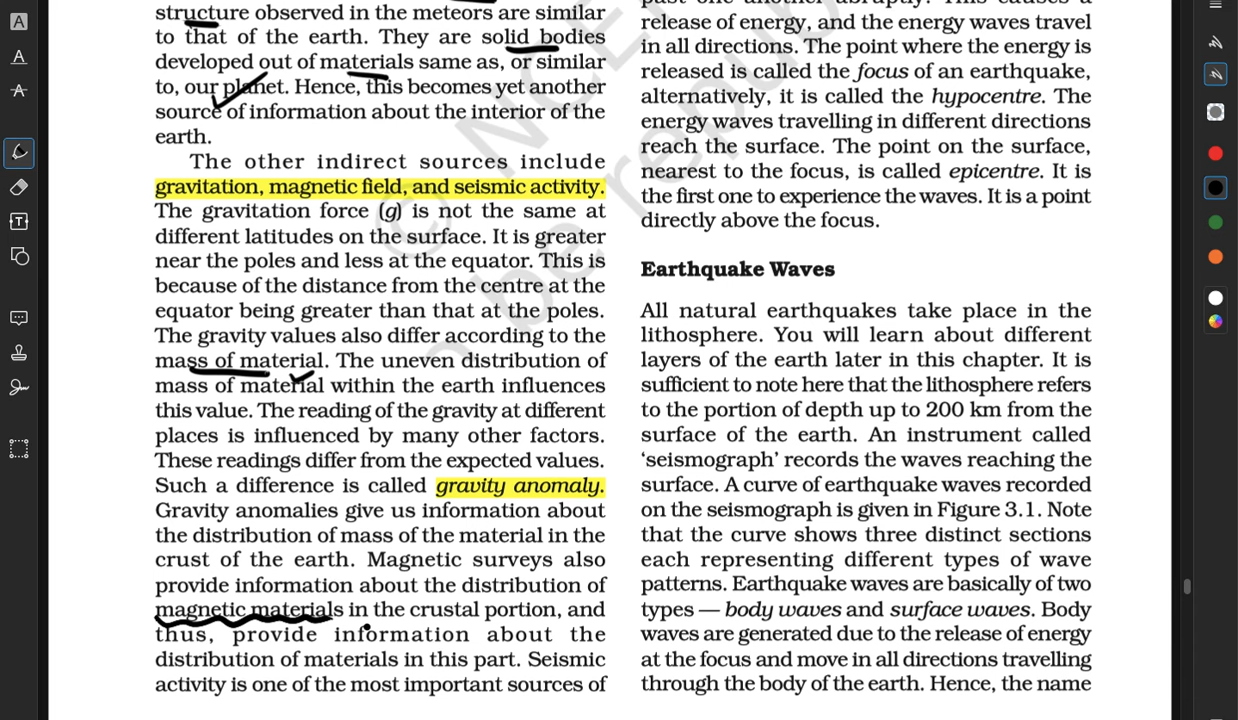 structure observed in the meteors are similar
to that of the earth. They are solid bodies
developed out of materials same as, or similar
to, our planet. Hence, this becomes yet another
source of information about the interior of the
earth.
The other indirect sources include
gravitation, magnetic field, and seismic activity.
The gravitation force (g) is not the same at
different latitudes on the surface. It is greater
near the poles and less at the equator. This is
because of the distance from the centre at the
equator being greater than that at the poles.
The gravity values also differ according to the
mass of material. The uneven distribution of
mass of material within the earth influences
this value. The reading of the gravity at different
places is influenced by many other factors.
These readings differ from the expected values.
Such a difference is called gravity anomaly.
Gravity anomalies give us information about
the distribution of mass of the material in the
crust of the earth. Magnetic surveys also
provide information about the distribution of
magnetic materials in the crustal portion, and
thus, provide information about the
distribution of materials in this part. Seismic
activity is one of the most important sources of
past one another abruptly. This causes a
release of energy, and the energy waves travel
in all directions. The point where the energy is
released is called the focus of an earthquake,
alternatively, it is called the hypocentre. The
energy waves travelling in different directions
reach the surface. The point on the surface,
nearest to the focus, is called epicentre. It is
the first one to experience the waves. It is a point
directly above the focus.
Earthquake Waves
All natural earthquakes take place in the
lithosphere. You will learn about different
layers of the earth later in this chapter. It is
sufficient to note here that the lithosphere refers
to the portion of depth up to 200 km from the
surface of the earth. An instrument called
‘seismograph’ records the waves reaching the
surface. A curve of earthquake waves recorded
on the seismograph is given in Figure 3.1. Note
that the curve shows three distinct sections
each representing different types of wave
patterns. Earthquake waves are basically of two
types — body waves and surface waves. Body
waves are generated due to the release of energy
at the focus and move in all directions travelling
through the body of the earth. Hence, the name